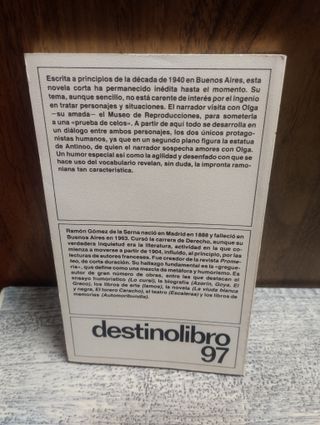 Escrita a principios de la década de 1940 en Buenos Aires, esta
novela corta ha permanecido inédita hasta el momento. Su
tema, aunque sencillo, no está carente de interés por el ingenio
en tratar personajes y situaciones. El narrador visita con Olga
—su amada— el Museo de Reproducciones, para someterla
a una «prueba de celos». A partir de aquí todo se desarrolla en
un diálogo entre ambos personajes, los dos únicos protago-
nistas humanos, ya que en un segundo plano figura la estatua
de Antinoo, de quien el narrador sospecha amores con Olga.
Un humor especial así como la agilidad y desenfado con que se
hace uso del vocabulario revelan, sin duda, la impronta ramo-
niana tan característica.
Ramón Gómez de la Serna nació en Madrid en 1888 y falleció en
Buenos Aires en 1963. Cursó la carrera de Derecho, aunque su
verdadera inquietud era la literatura, actividad en la que co-
mienza a moverse a partir de 1904, influido, al principio, por las
lecturas de autores franceses. Fue creador de la revista Prome-
teo, de corta duración. Su hallazgo fundamental es la «gregue-
ría», que define como una mezcla de metáfora y humorismo. Es
autor de gran número de obras, entre las que destacan el
ensayo humorístico (Lo cursi), la biografía (Azorín, Goya, El
Greco), los libros de arte (Ismos), la novela (La viuda blanca
y negra, El torero Caracho), el teatro (Escaleras) y los libros de
memorias (Automoribundia).
destinolibro
97